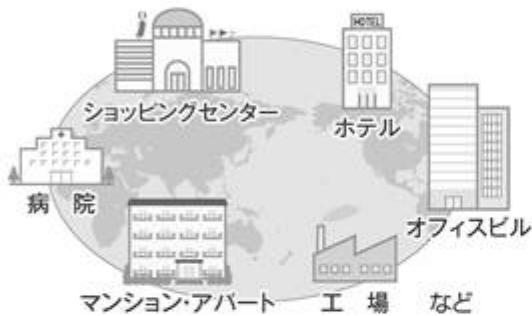 HOTEL
ショッピングセンター
ホテル
病 院
オフィスビル
マンション・アパート
工 場 など